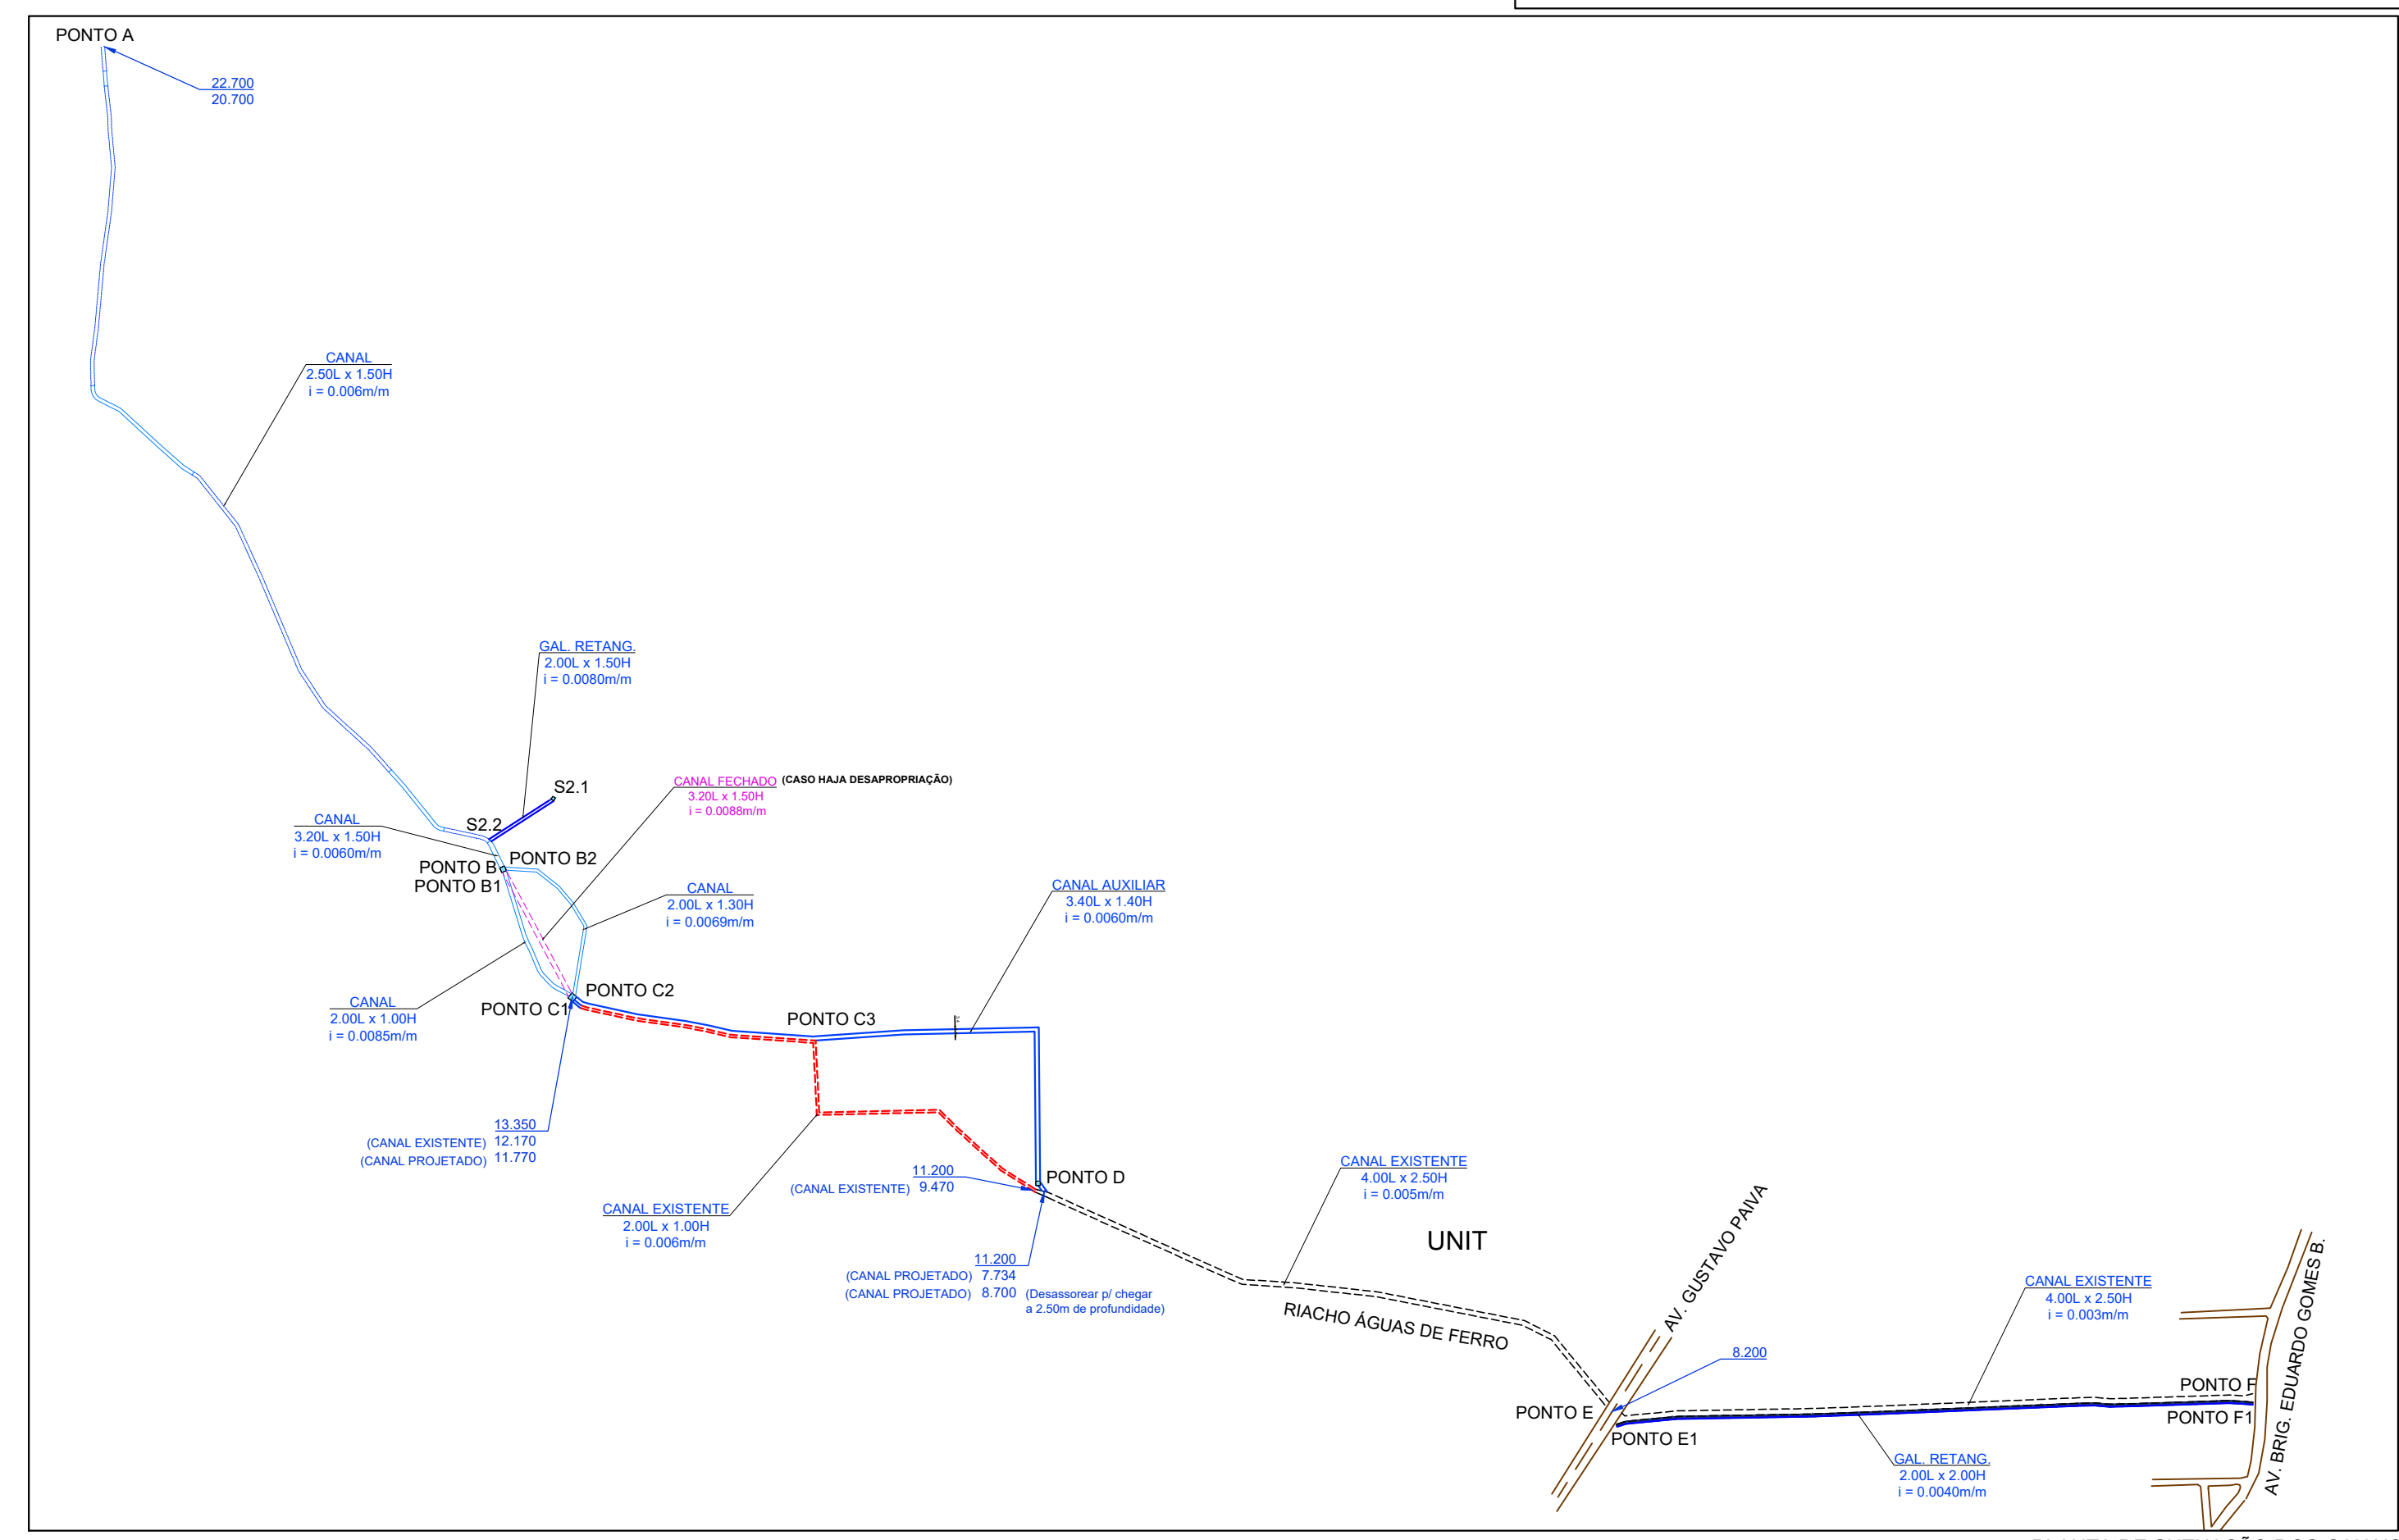 PONTO A
22.700
20.700
CANAL
2.50L x 1.50H
i = 0.006m/m
GAL. RETANG.
2.00L x 1.50H
i = 0.0080m/m
CANAL FECHADO (CASO HAJA DESAPROPRIAÇÃO)
3.20L x 1.50H
i = 0.0088m/m
S2.1
S2.2
CANAL
3.20L x 1.50H
i = 0.0060m/m
PONTO B2
PONTO B
PONTO B1
CANAL
2.00L x 1.30H
i = 0.0069m/m
CANAL AUXILIAR
3.40L x 1.40H
i = 0.0060m/m
CANAL
2.00L x 1.00H
i = 0.0085m/m
PONTO C2
PONTO C1
PONTO C3
13.350
(CANAL EXISTENTE) 12.170
(CANAL PROJETADO) 11.770
11.200
(CANAL EXISTENTE) 9.470
PONTO D
CANAL EXISTENTE
2.00L x 1.00H
i = 0.006m/m
11.200
(CANAL PROJETADO) 7.734
(CANAL PROJETADO) 8.700 (Desassorear p/ chegar
a 2.50m de profundidade)
CANAL EXISTENTE
4.00L x 2.50H
i = 0.005m/m
UNIT
RIACHO ÁGUAS DE FERRO
AV. GUSTAVO PAIVA
8.200
PONTO E
PONTO E1
CANAL EXISTENTE
4.00L x 2.50H
i = 0.003m/m
PONTO F
PONTO F1
GAL. RETANG.
2.00L x 2.00H
i = 0.0040m/m
AV. BRIG. EDUARDO GOMES B.